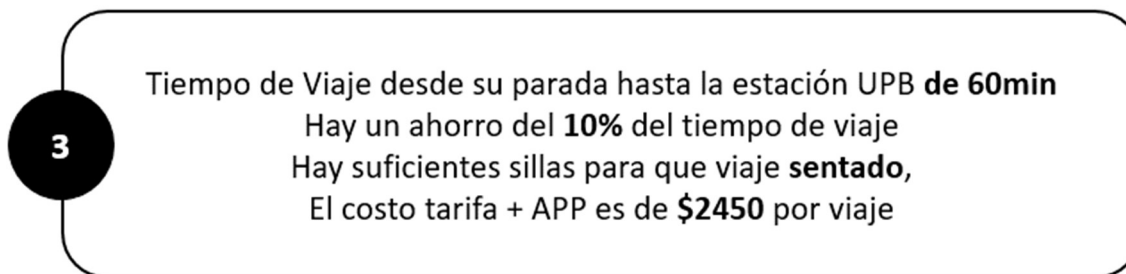 3
Tiempo de Viaje desde su parada hasta la estación UPB de 60min
Hay un ahorro del 10% del tiempo de viaje
Hay suficientes sillas para que viaje sentado,
El costo tarifa + APP es de $2450 por viaje